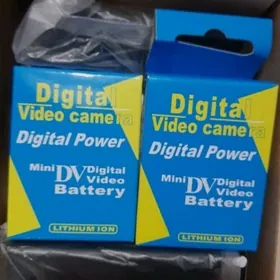 Digital
Video camera
Digital Power
Mini DV Digital
Video
Battery
LITHIUM ION
Digital
Video camera
Digital Power
Mini DV Digital
Video
Battery
LITHIUM ION